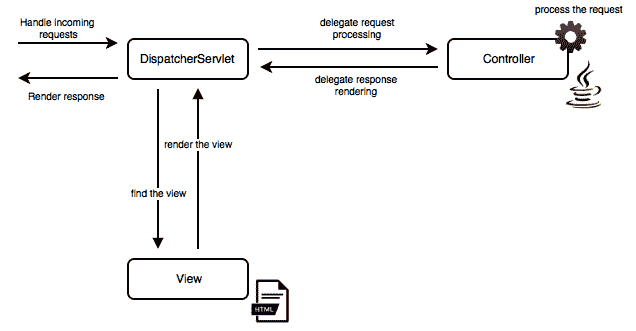 process the request
Handle incoming
requests
delegate request
processing
DispatcherServlet
Controller
Render response
delegate response
rendering
render the view
find the view
View
HTML